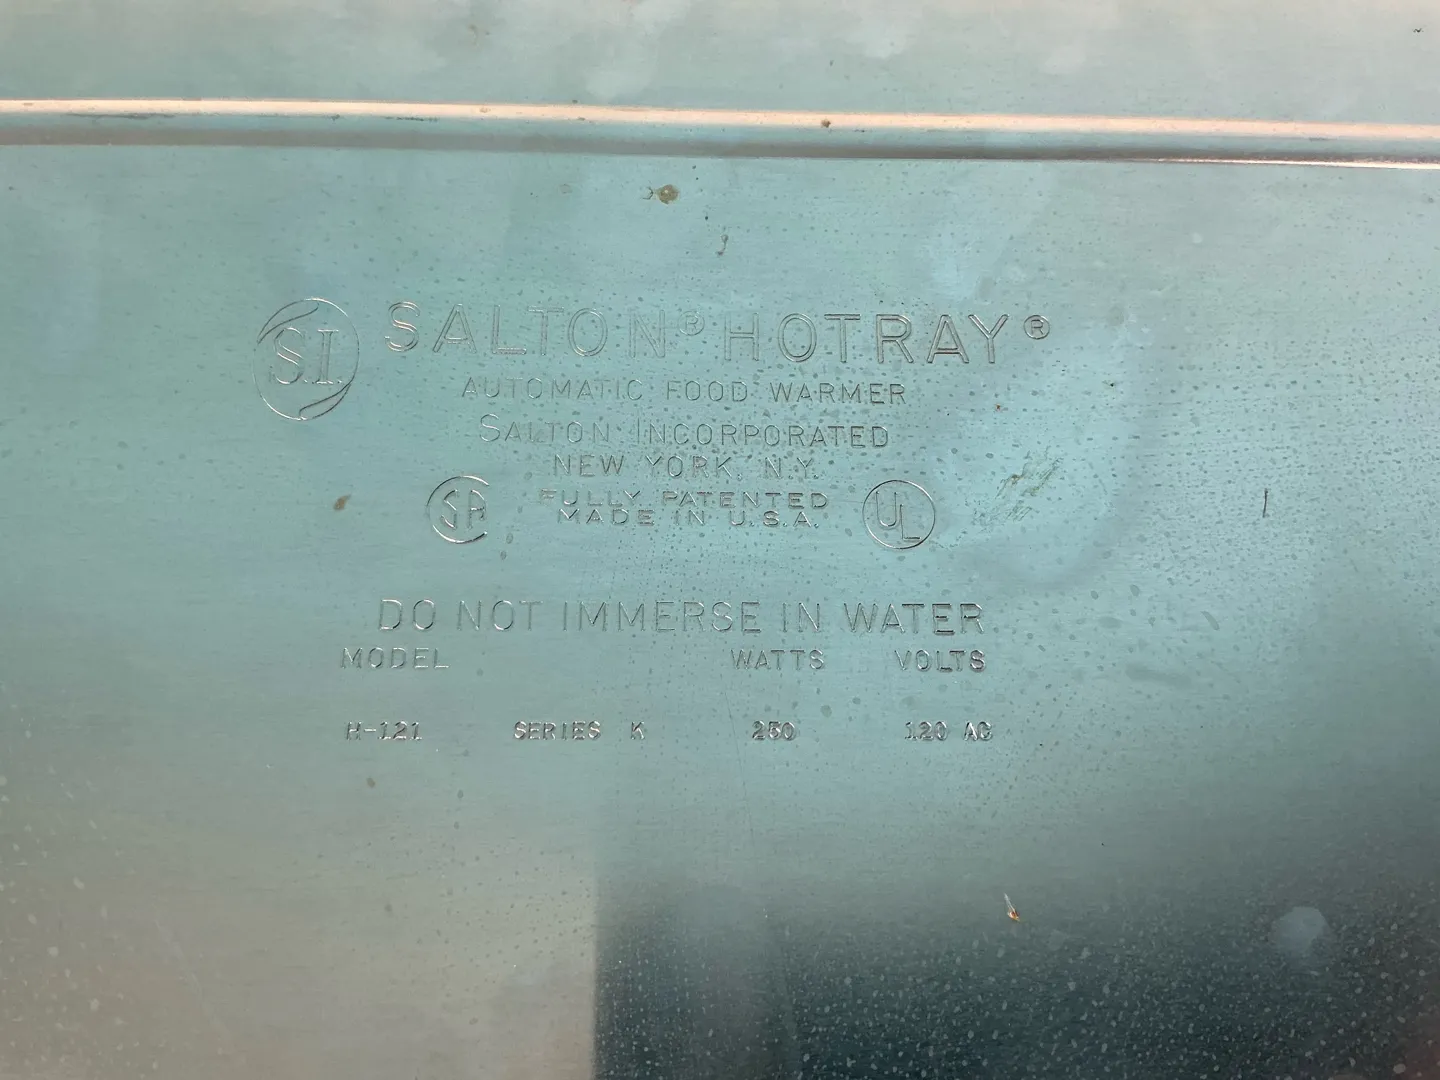 S.I. SALTON® HOTRAY®
AUTOMATIC FOOD WARMER
SALTON INCORPORATED
NEW YORK, N.Y.
SA FULLY PATENTED UL
MADE IN U.S.A.
DO NOT IMMERSE IN WATER
MODEL WATTS VOLTS
H-121 SERIES K 250 120 AC